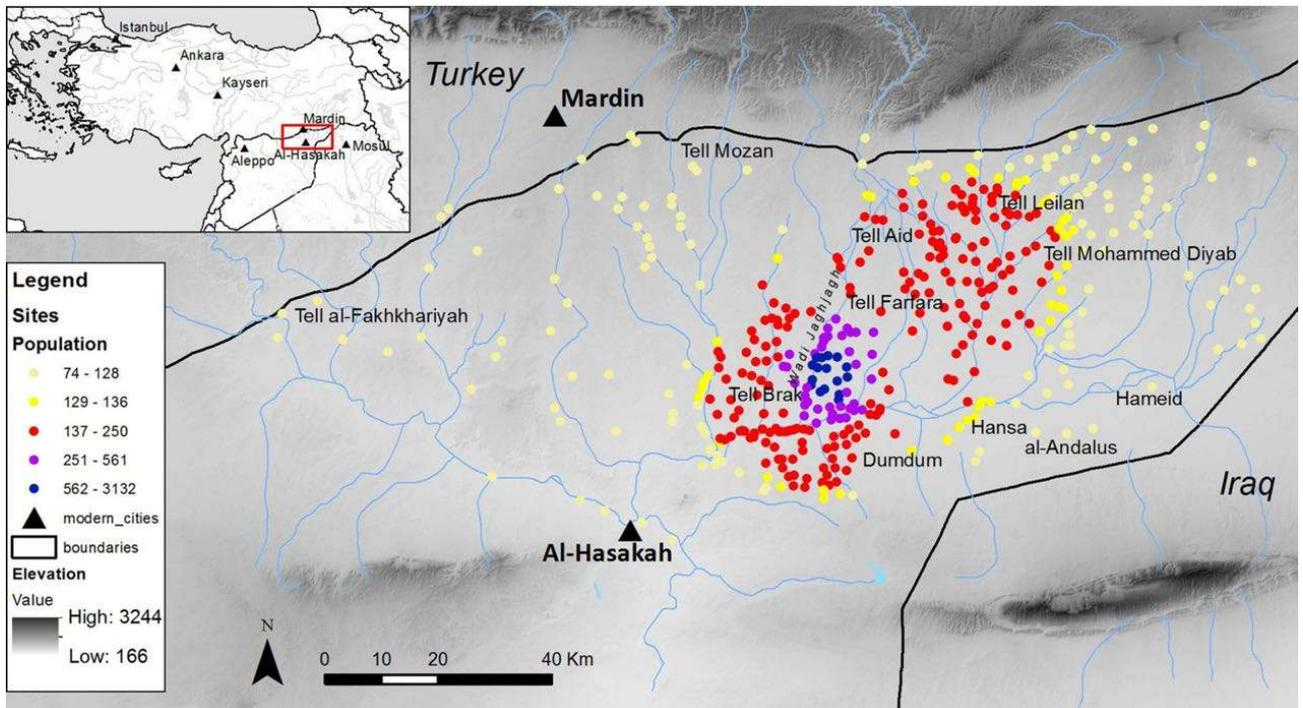 Istanbul
Ankara
Kayseri
Mardin
Aleppo
Al-Hasakah
Mosul
Turkey
Mardin
Tell Mozan
Tell Leilan
Tell Aid
Tell Mohammed Diyab
Tell Farfara
Wadi Jaghjagh
Tell al-Fakhkhariyah
Tell Brak
Hameid
Hansa
al-Andalus
Dumdum
Iraq
Al-Hasakah
Legend
Sites
Population
74 - 128
129 - 136
137 - 250
251 - 561
562 - 3132
modern_cities
boundaries
Elevation
Value
High: 3244
Low: 166
N
0 10 20 40 Km